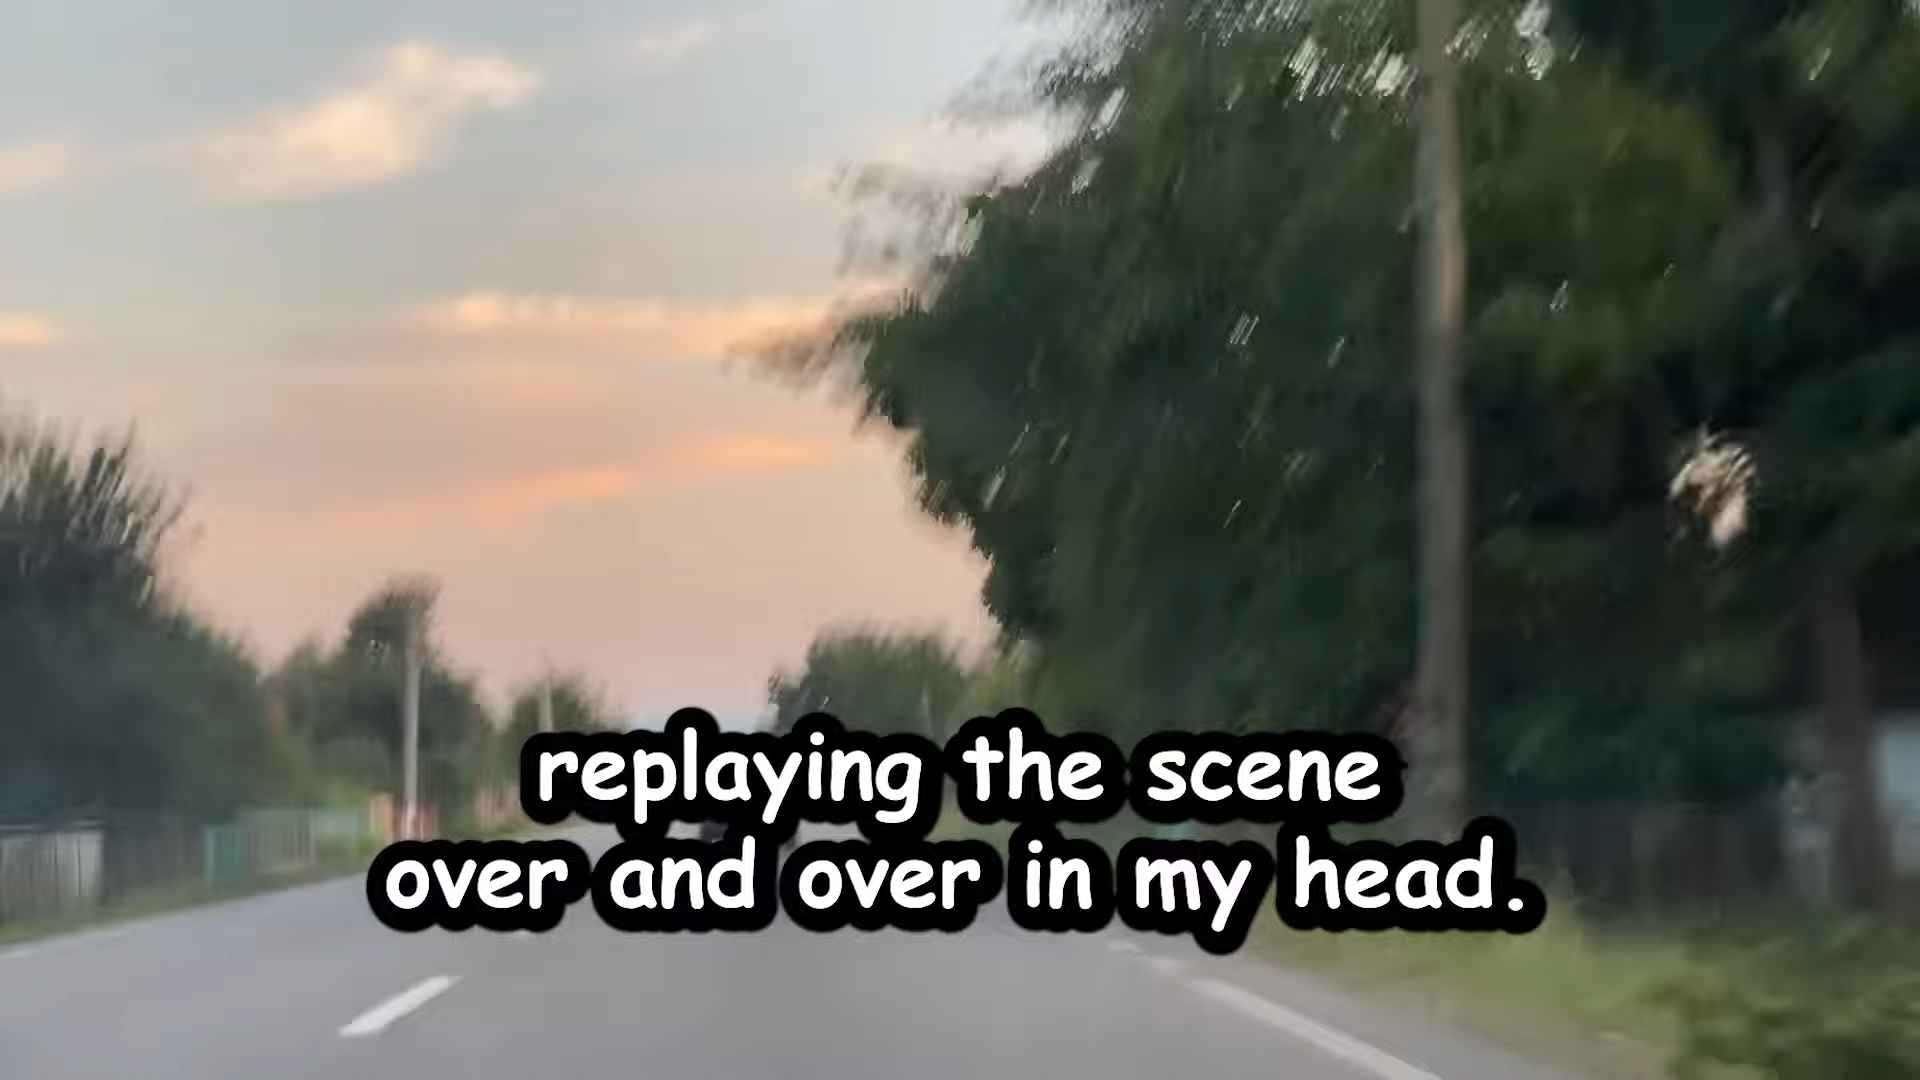 replaying the scene
over and over in my head.